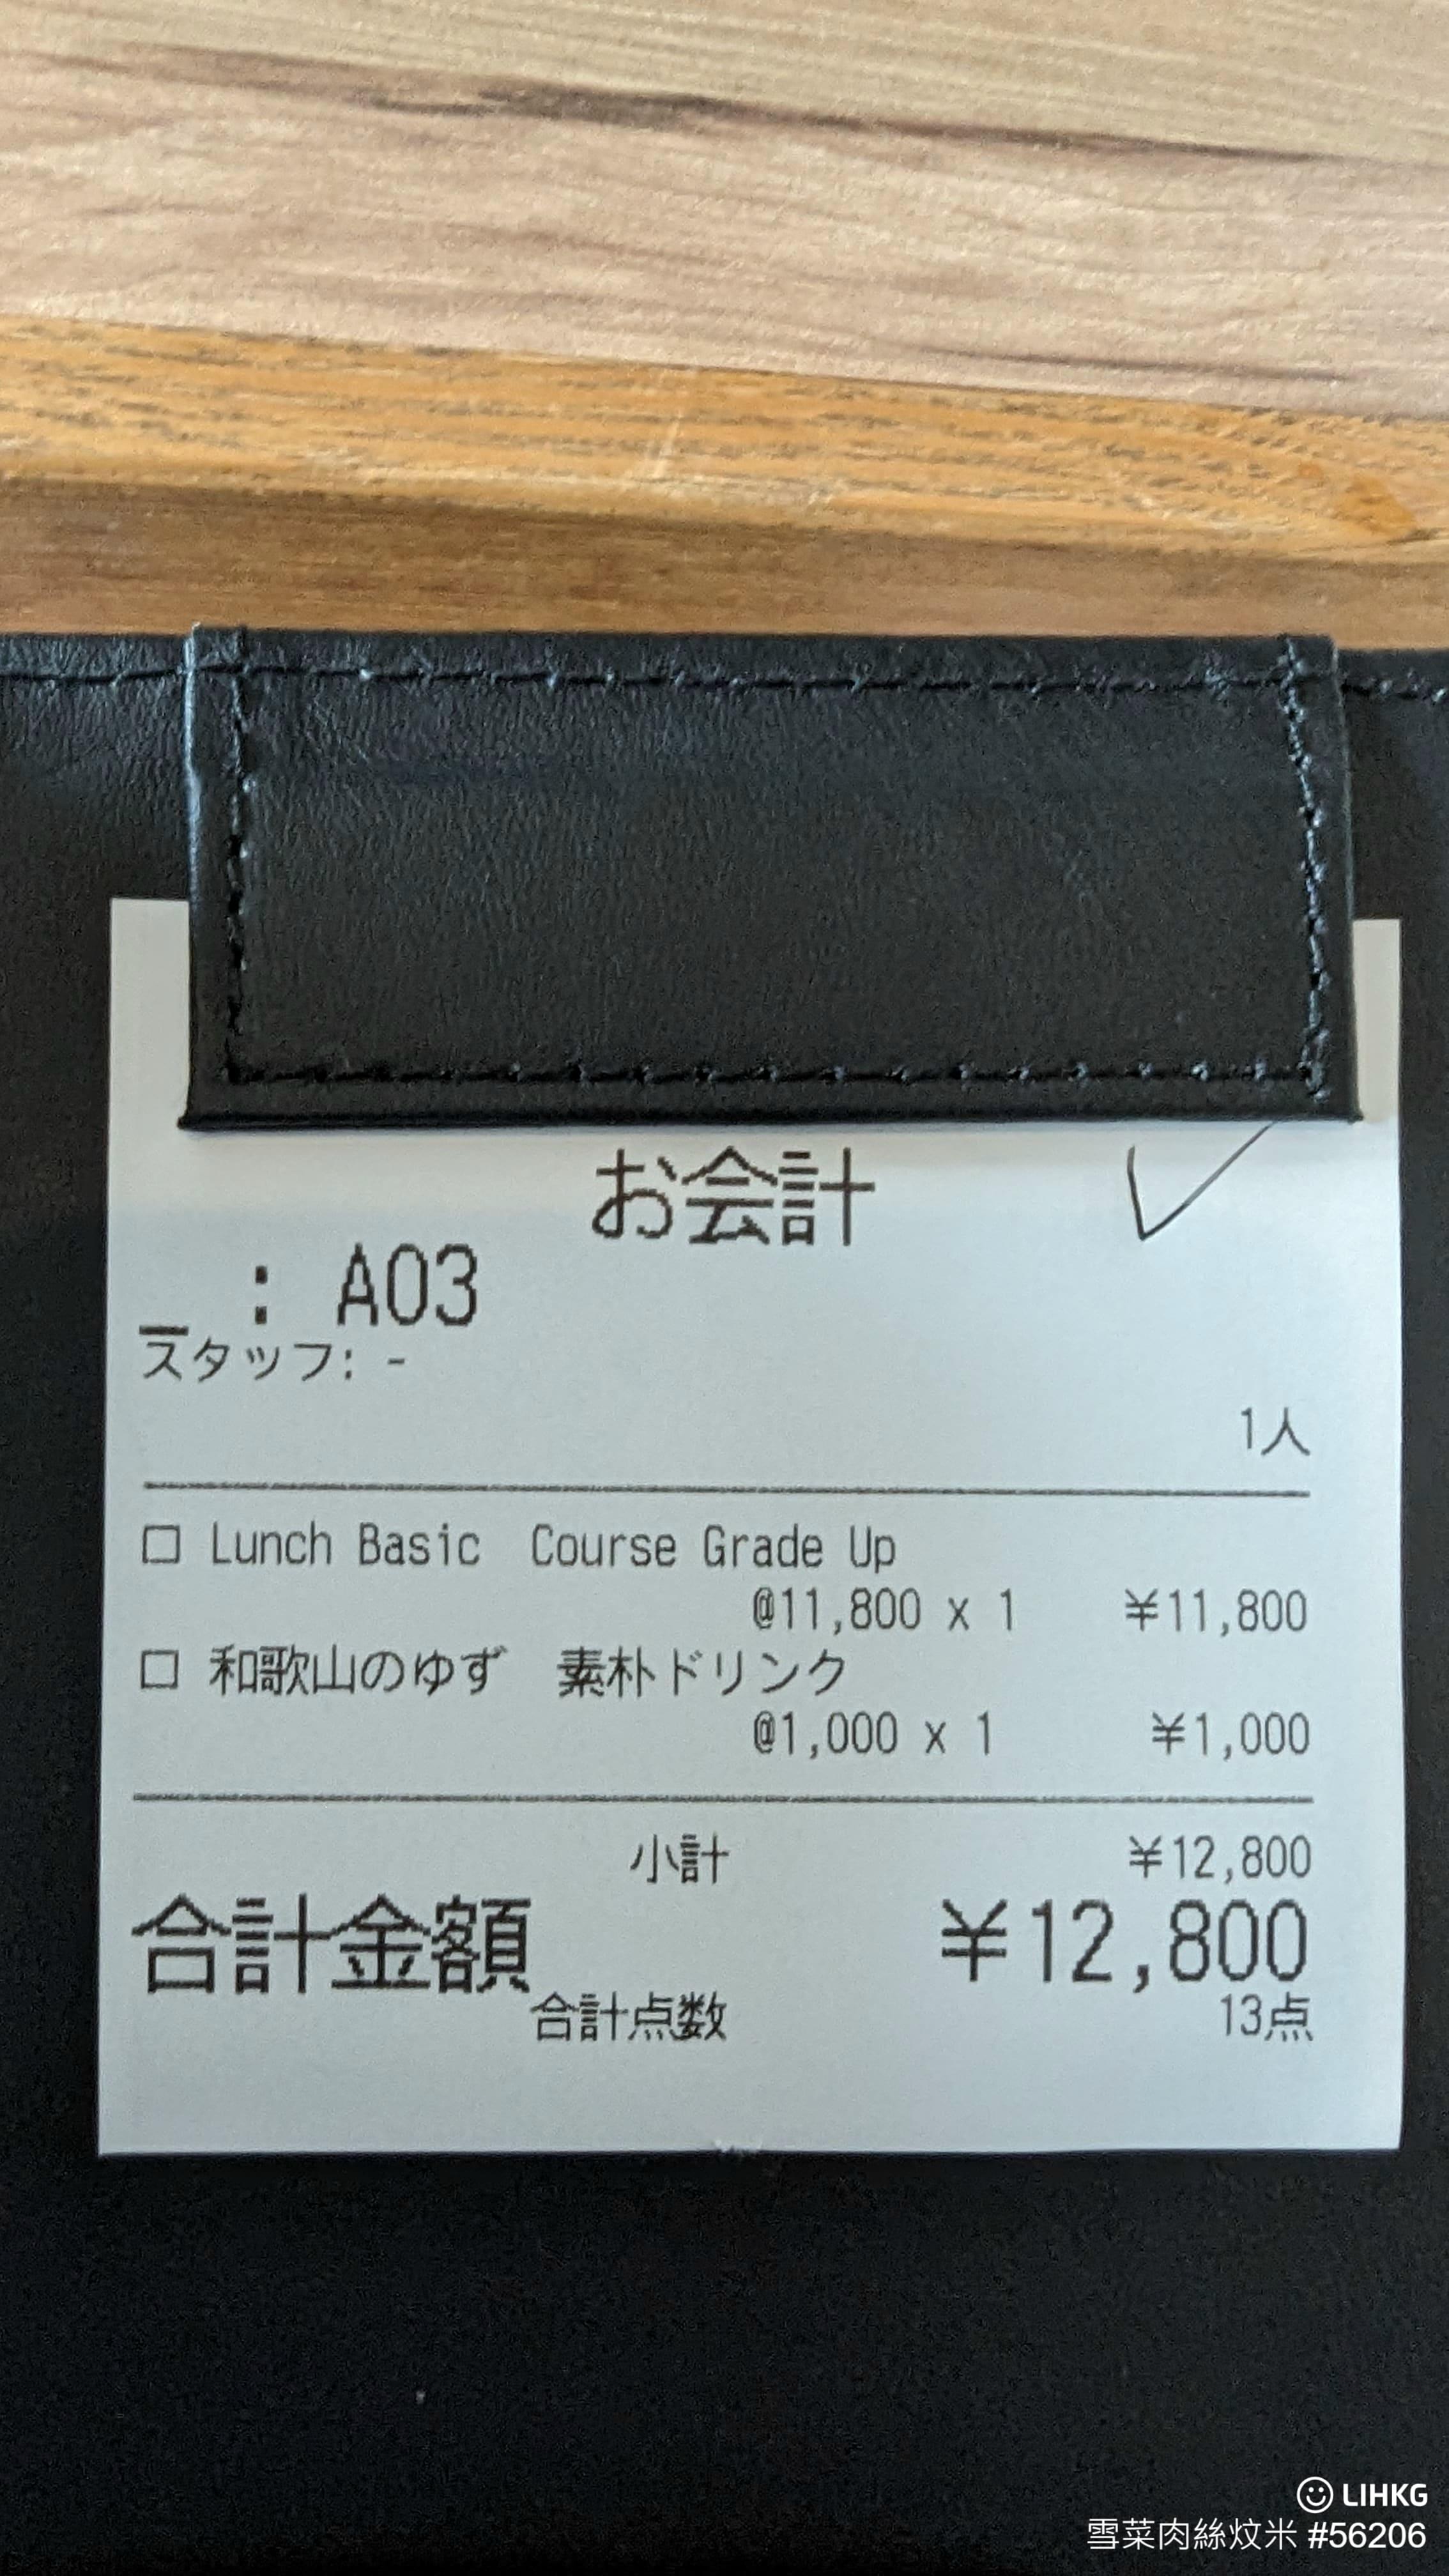 お会計
_ : A03
スタッフ: -
1人
□ Lunch Basic Course Grade Up
@11,800 x 1 ¥11,800
□ 和歌山のゆず 素朴ドリンク
@1,000 x 1 ¥1,000
小計 ¥12,800
合計金額 ¥12,800
合計点数 13点
LIHKG
雪菜肉絲炆米 #56206